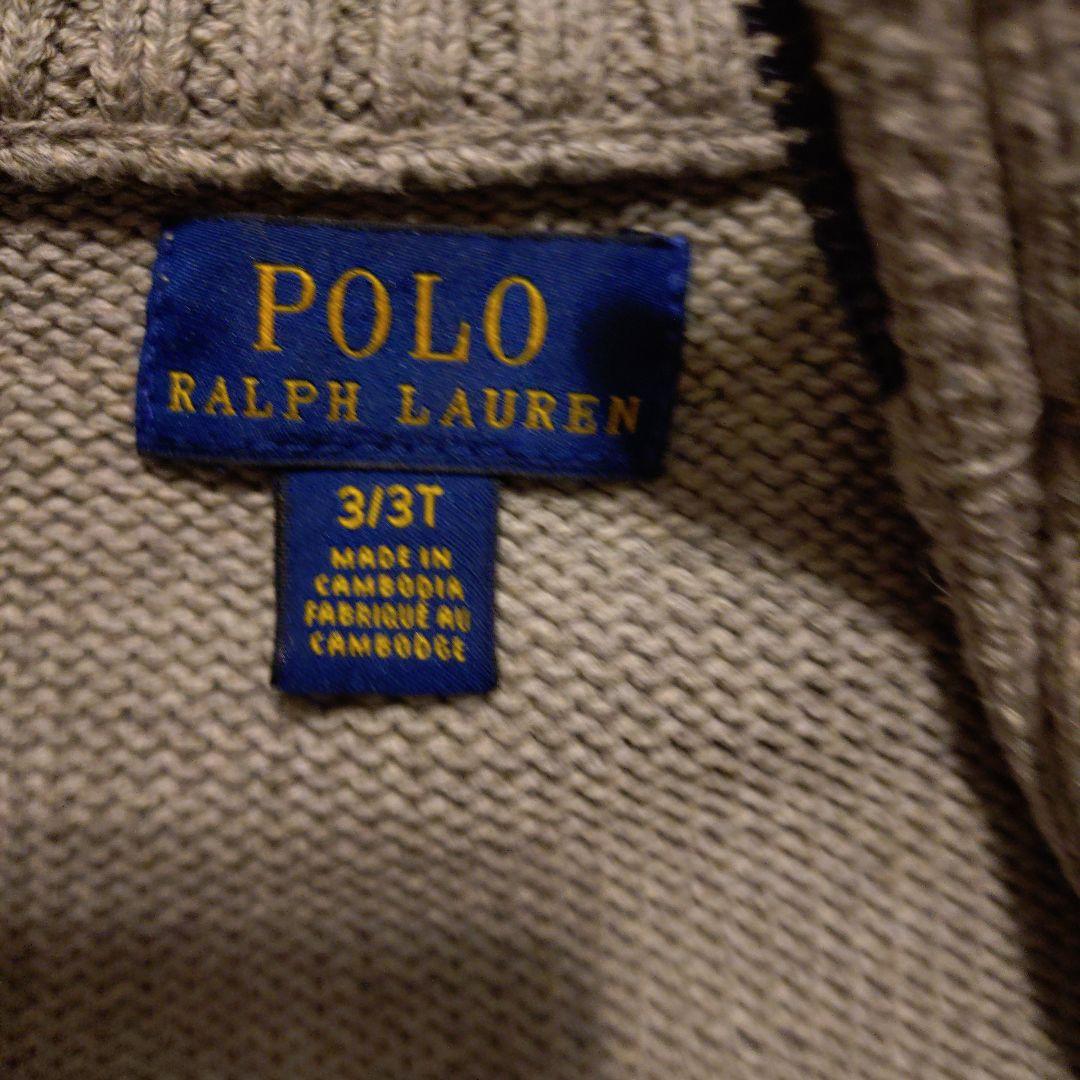 POLO
RALPH LAUREN
3/3T
MADE IN
CAMBODIA
FABRIQUÉ AU
CAMBODGE